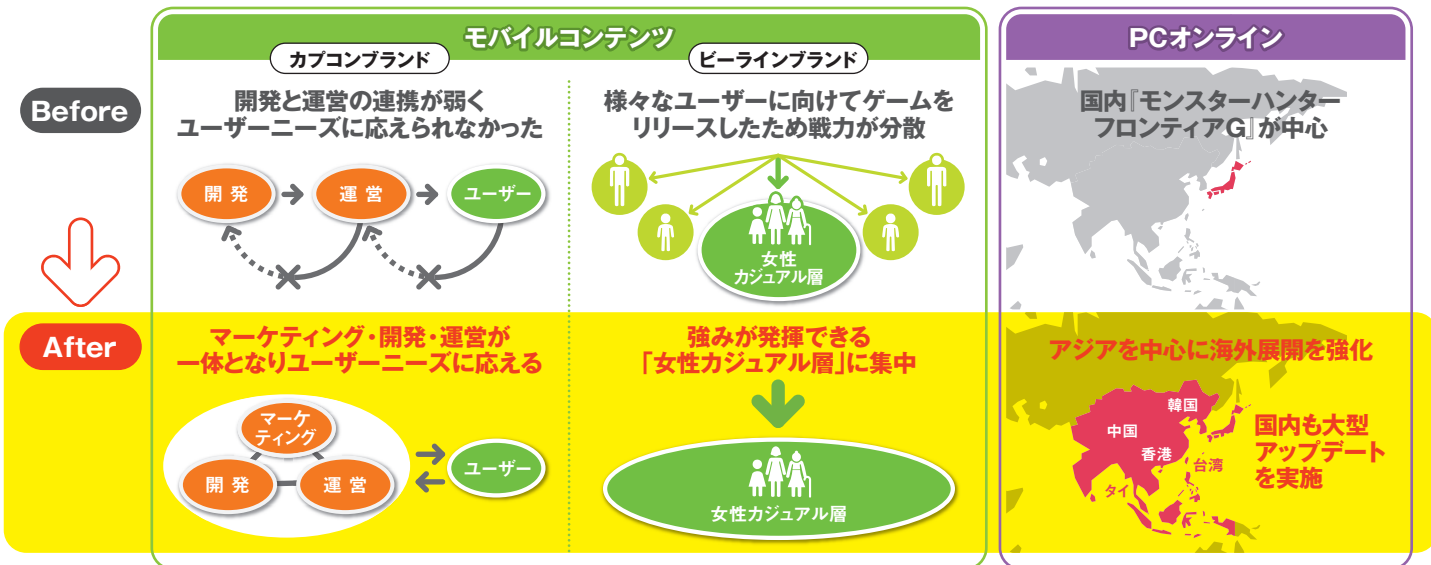 モバイルコンテンツ
カプコンブランド
ビーラインブランド
PCオンライン
Before
開発と運営の連携が弱く
ユーザーニーズに応えられなかった
開発
運営
ユーザー
様々なユーザーに向けてゲームを
リリースしたため戦力が分散
女性
カジュアル層
国内『モンスターハンター
フロンティアG』が中心
After
マーケティング・開発・運営が
一体となりユーザーニーズに応える
マーケ
ティング
開発
運営
ユーザー
強みが発揮できる
「女性カジュアル層」に集中
女性カジュアル層
アジアを中心に海外展開を強化
韓国
中国
香港
台湾
タイ
国内も大型
アップデート
を実施